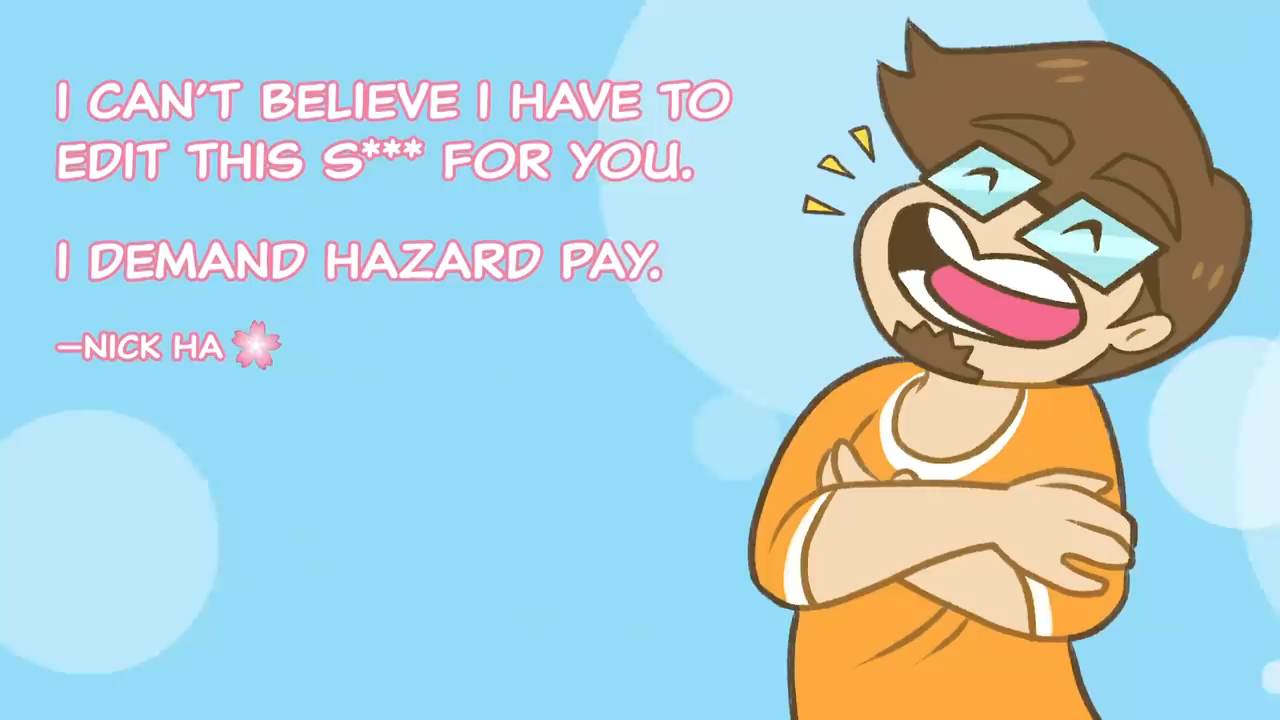 I CAN'T BELIEVE I HAVE TO
EDIT THIS S*** FOR YOU.
I DEMAND HAZARD PAY.
–NICK HA